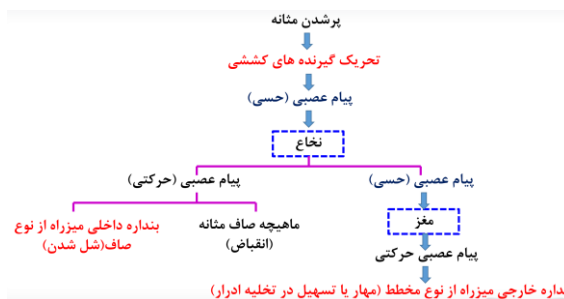 پرشدن مثانه
تحریک گیرنده های کششی
پیام عصبی (حسی)
نخاع
پیام عصبی (حسی)
پیام عصبی (حرکتی)
مغز
ماهیچه صاف مثانه
(انقباض)
بنداره داخلی میزراه از نوع
صاف(شل شدن)
پیام عصبی حرکتی
داره خارجی میزراه از نوع مخطط (مهار یا تسهیل در تخلیه ادرار)